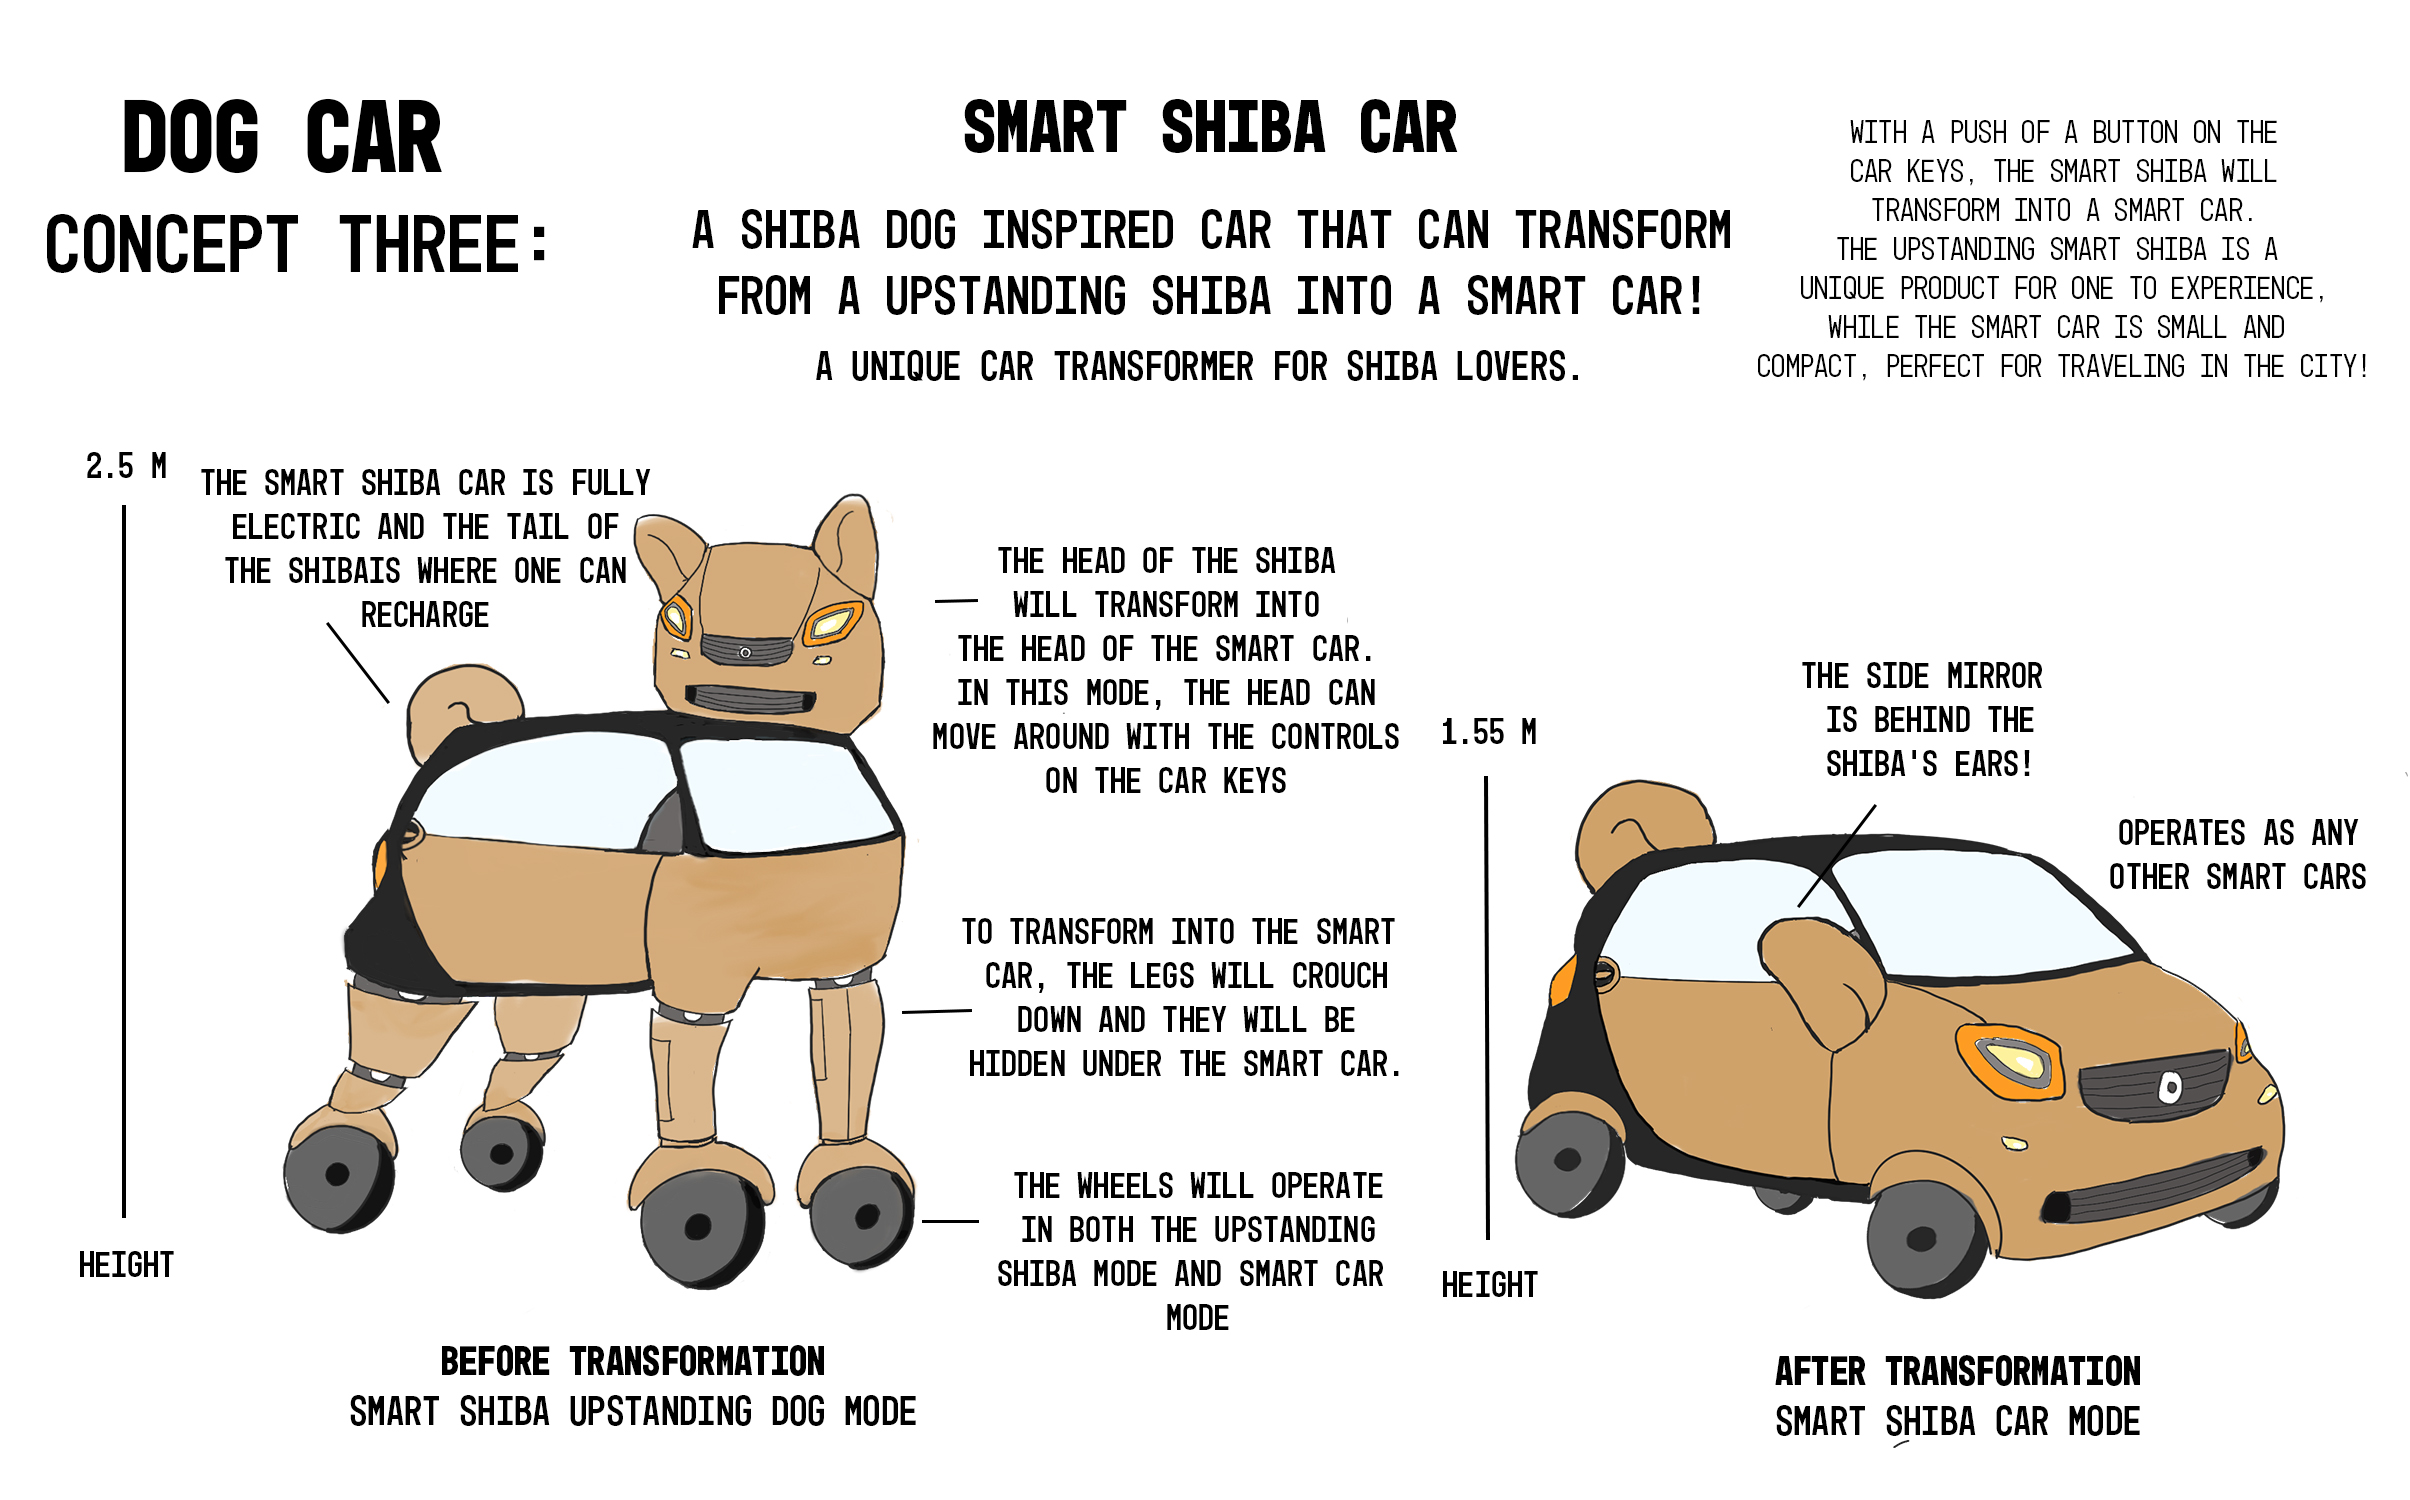 DOG CAR
CONCEPT THREE:
SMART SHIBA CAR
A SHIBA DOG INSPIRED CAR THAT CAN TRANSFORM
FROM A UPSTANDING SHIBA INTO A SMART CAR!
A UNIQUE CAR TRANSFORMER FOR SHIBA LOVERS.
WITH A PUSH OF A BUTTON ON THE
CAR KEYS, THE SMART SHIBA WILL
TRANSFORM INTO A SMART CAR.
THE UPSTANDING SMART SHIBA IS A
UNIQUE PRODUCT FOR ONE TO EXPERIENCE,
WHILE THE SMART CAR IS SMALL AND
COMPACT, PERFECT FOR TRAVELING IN THE CITY!
2.5 M
HEIGHT
THE SMART SHIBA CAR IS FULLY
ELECTRIC AND THE TAIL OF
THE SHIBAIS WHERE ONE CAN
RECHARGE
THE HEAD OF THE SHIBA
WILL TRANSFORM INTO
THE HEAD OF THE SMART CAR.
IN THIS MODE, THE HEAD CAN
MOVE AROUND WITH THE CONTROLS
ON THE CAR KEYS
TO TRANSFORM INTO THE SMART
CAR, THE LEGS WILL CROUCH
DOWN AND THEY WILL BE
HIDDEN UNDER THE SMART CAR.
THE WHEELS WILL OPERATE
IN BOTH THE UPSTANDING
SHIBA MODE AND SMART CAR
MODE
BEFORE TRANSFORMATION
SMART SHIBA UPSTANDING DOG MODE
1.55 M
HEIGHT
THE SIDE MIRROR
IS BEHIND THE
SHIBA'S EARS!
OPERATES AS ANY
OTHER SMART CARS
AFTER TRANSFORMATION
SMART SHIBA CAR MODE